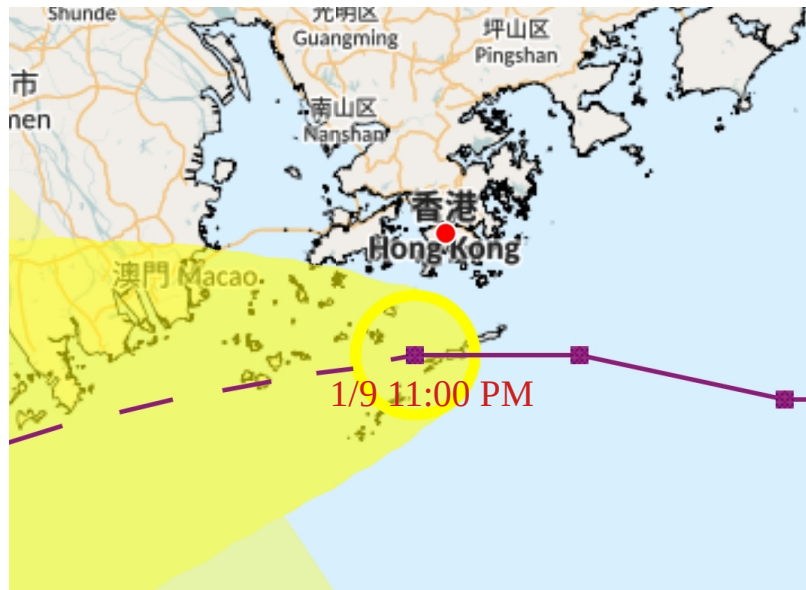 Shunde
光明区
Guangming
坪山区
Pingshan
市
men
南山区
Nanshan
香港
Hong Kong
澳門 Macao
1/9 11:00 PM